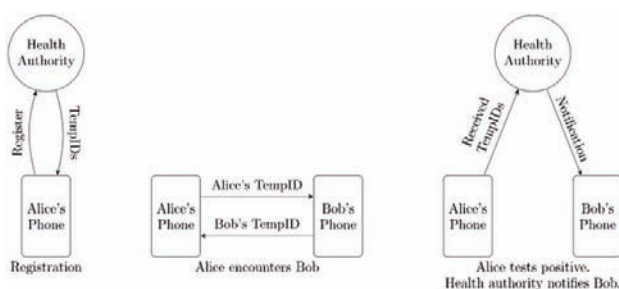 Health
Authority
Register
TempIDs
Alice's
Phone
Registration
Alice's
Phone
Alice's TempID
Bob's TempID
Bob's
Phone
Alice encounters Bob
Health
Authority
Received
TempIDs
Notification
Alice's
Phone
Bob's
Phone
Alice tests positive.
Health authority notifies Bob.